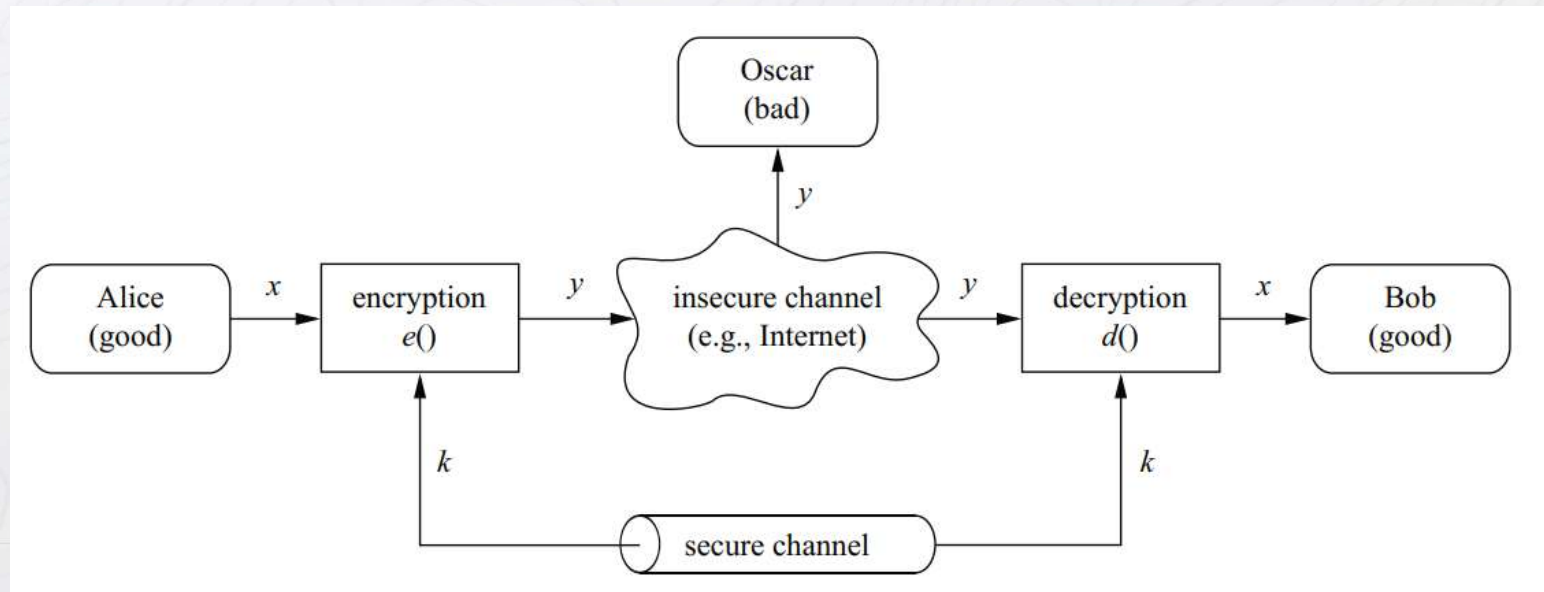 Oscar
(bad)
y
Alice
(good)
x
encryption
e()
y
insecure channel
(e.g., Internet)
y
decryption
d()
x
Bob
(good)
k
k
secure channel